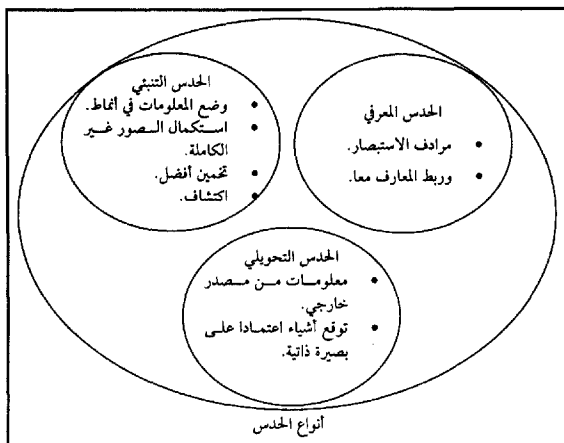 الحدس المعرفي
مرادف الاستبصار.
وربط المعارف معا.
الحدس التنبئي
وضع المعلومات في أنماط.
استكمال الصور غير
الكاملة.
تخمين أفضل.
اكتشاف.
الحدس التحويلي
معلومات من مصدر
خارجي.
توقع أشياء اعتمادا على
بصيرة ذاتية.
أنواع الحدس